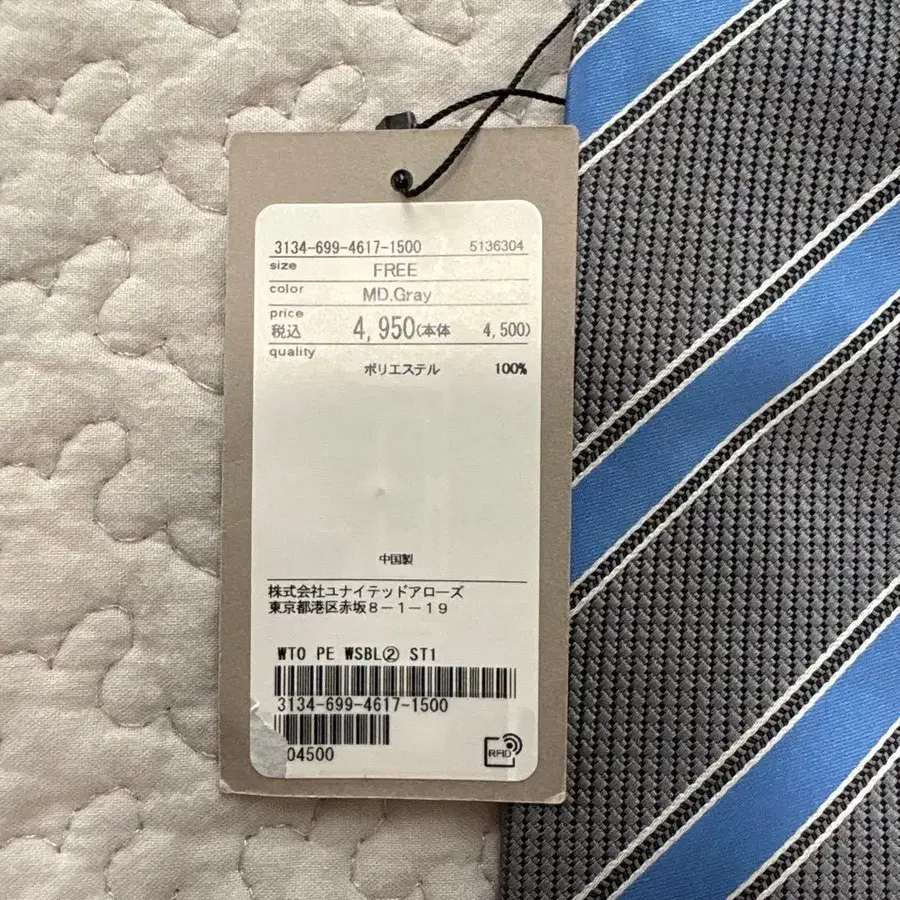 3134-699-4617-1500 5136304
size FREE
color MD.Gray
price
税込 4,950(本体 4,500)
quality
ポリエステル 100%
中国製
株式会社ユナイテッドアローズ
東京都港区赤坂8-1-19
WTO PE WSBL② ST1
3134-699-4617-1500
04500
RFID